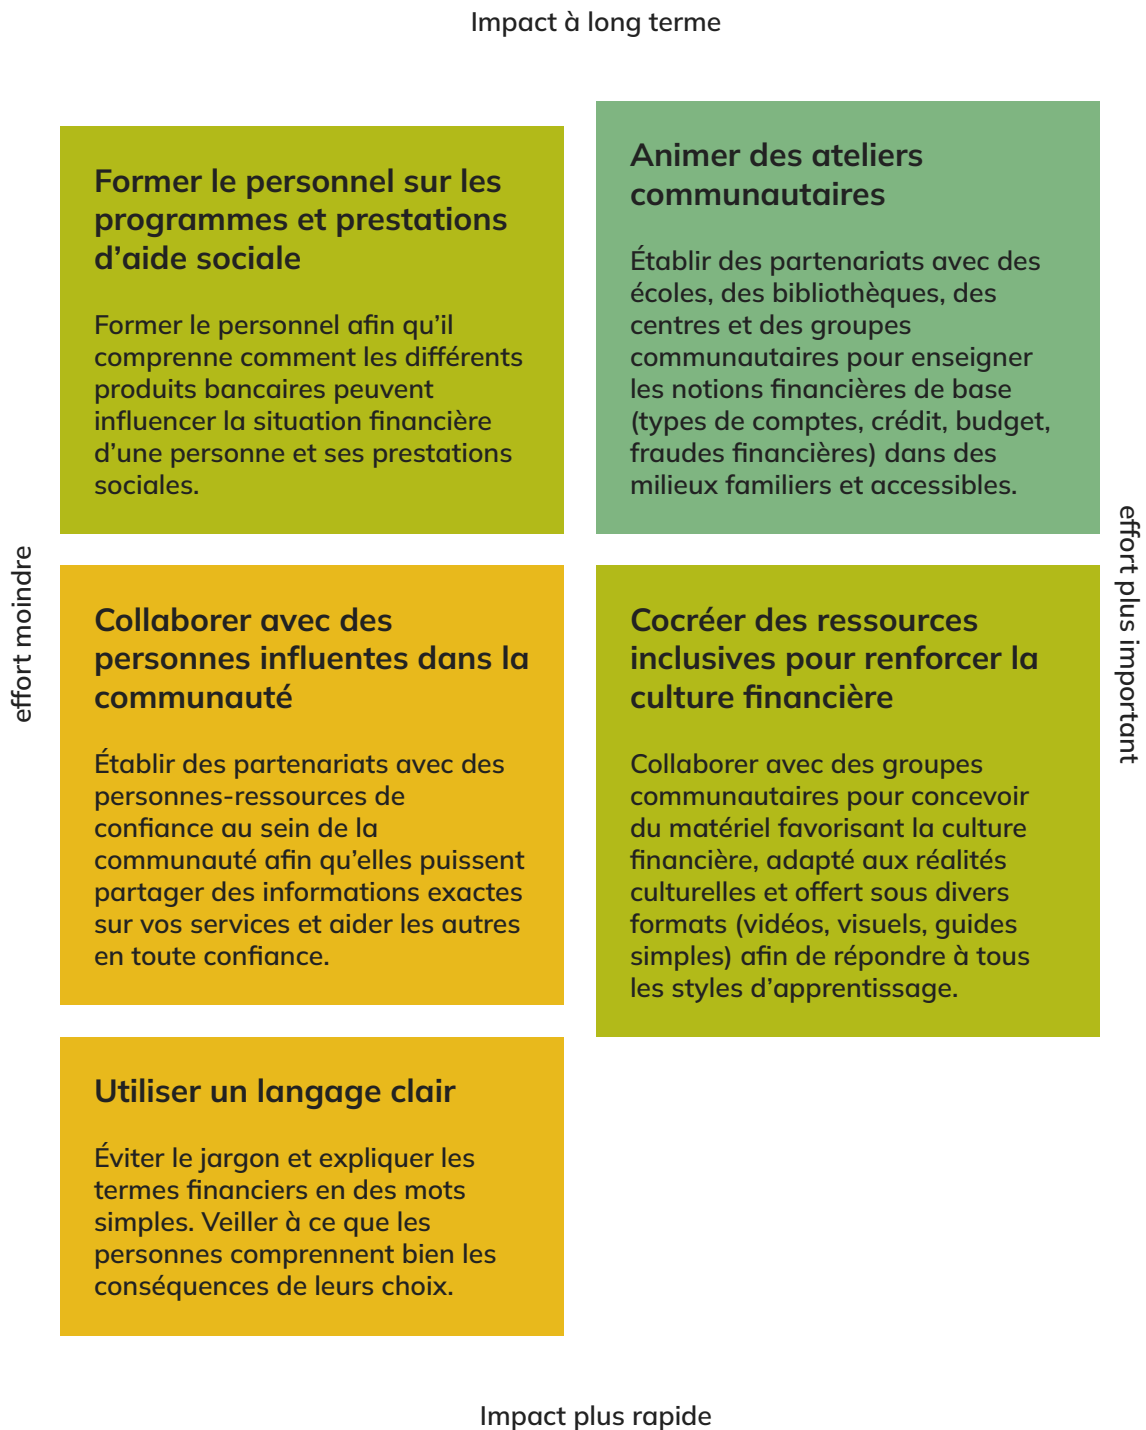 Impact à long terme
Former le personnel sur les
programmes et prestations
d’aide sociale
Former le personnel afin qu’il
comprenne comment les différents
produits bancaires peuvent
influencer la situation financière
d’une personne et ses prestations
sociales.
Animer des ateliers
communautaires
Établir des partenariats avec des
écoles, des bibliothèques, des
centres et des groupes
communautaires pour enseigner
les notions financières de base
(types de comptes, crédit, budget,
fraudes financières) dans des
milieux familiers et accessibles.
effort moindre
effort plus important
Collaborer avec des
personnes influentes dans la
communauté
Établir des partenariats avec des
personnes-ressources de
confiance au sein de la
communauté afin qu’elles puissent
partager des informations exactes
sur vos services et aider les autres
en toute confiance.
Cocréer des ressources
inclusives pour renforcer la
culture financière
Collaborer avec des groupes
communautaires pour concevoir
du matériel favorisant la culture
financière, adapté aux réalités
culturelles et offert sous divers
formats (vidéos, visuels, guides
simples) afin de répondre à tous
les styles d’apprentissage.
Utiliser un langage clair
Éviter le jargon et expliquer les
termes financiers en des mots
simples. Veiller à ce que les
personnes comprennent bien les
conséquences de leurs choix.
Impact plus rapide